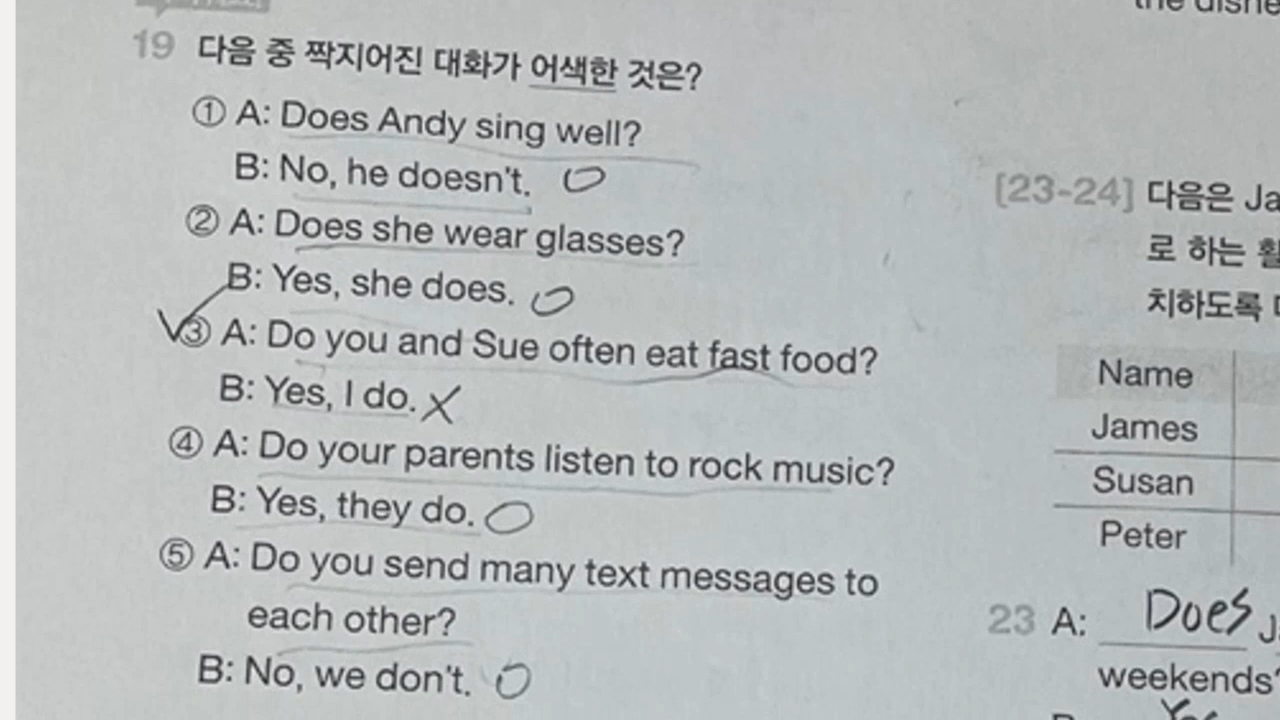 19 다음 중 짝지어진 대화가 어색한 것은?
① A: Does Andy sing well?
B: No, he doesn't. O
② A: Does she wear glasses?
B: Yes, she does. O
✓③ A: Do you and Sue often eat fast food?
B: Yes, I do. X
④ A: Do your parents listen to rock music?
B: Yes, they do. O
⑤ A: Do you send many text messages to
each other?
B: No, we don't. O
[23-24] 다음은 Ja
로 하는
치하도록
Name
James
Susan
Peter
23 A: Does J
weekends